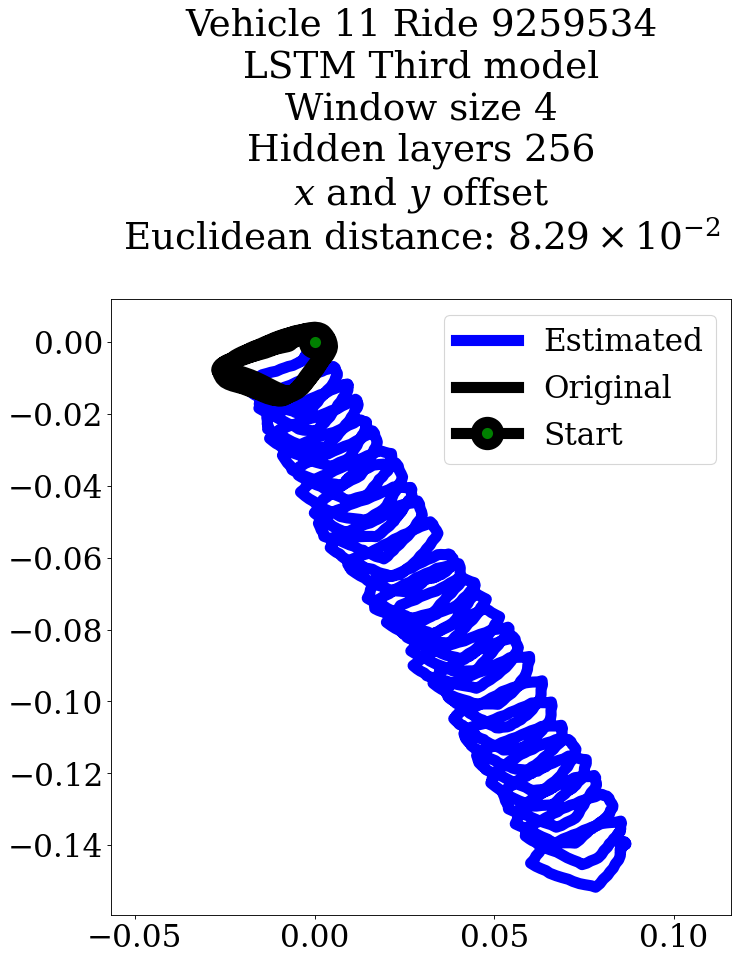 Vehicle 11 Ride 9259534
LSTM Third model
Window size 4
Hidden layers 256
x and y offset
Euclidean distance: 8.29 × 10⁻²
Estimated
Original
Start
0.00
−0.02
−0.04
−0.06
−0.08
−0.10
−0.12
−0.14
−0.05 0.00 0.05 0.10